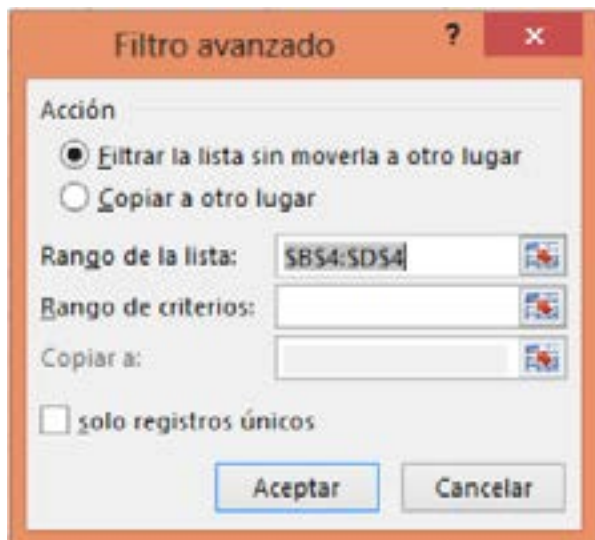 Filtro avanzado ? ×
Acción
Filtrar la lista sin moverla a otro lugar
Copiar a otro lugar
Rango de la lista: $B$4:$D$4
Rango de criterios:
Copiar a:
solo registros únicos
Aceptar Cancelar